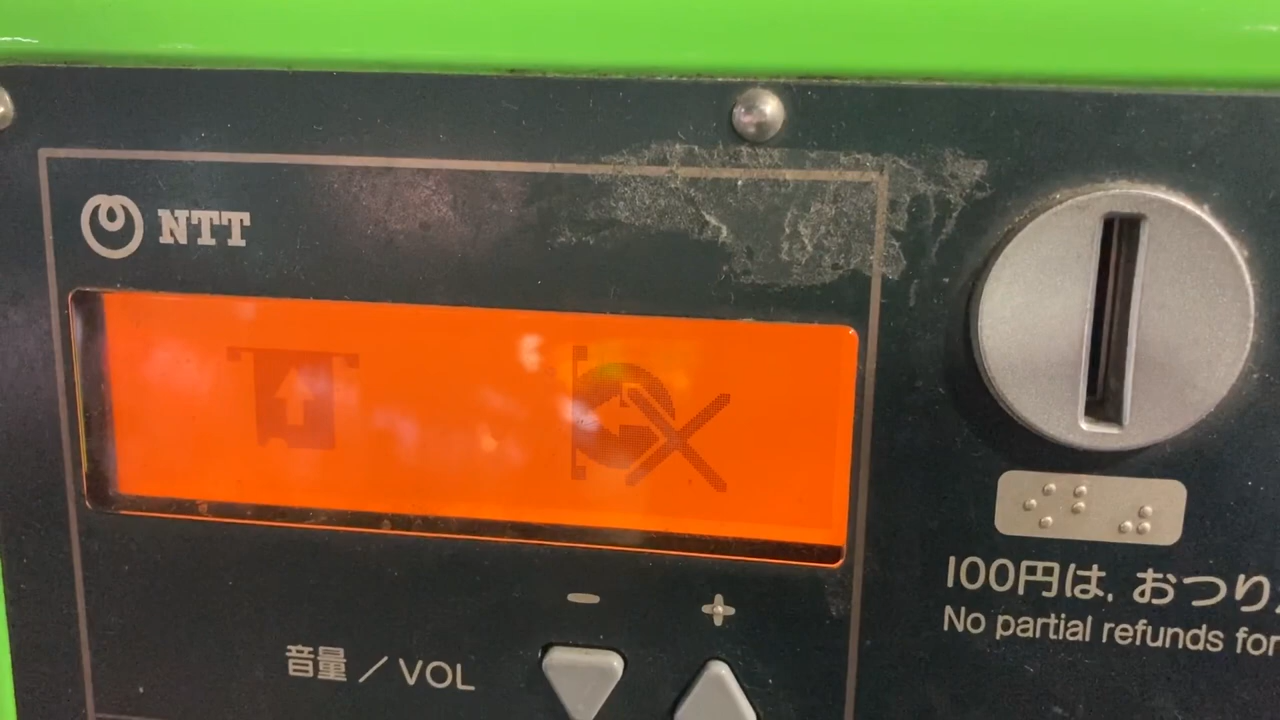 NTT
音量／VOL
－ ＋
100円は、おつり
No partial refunds for